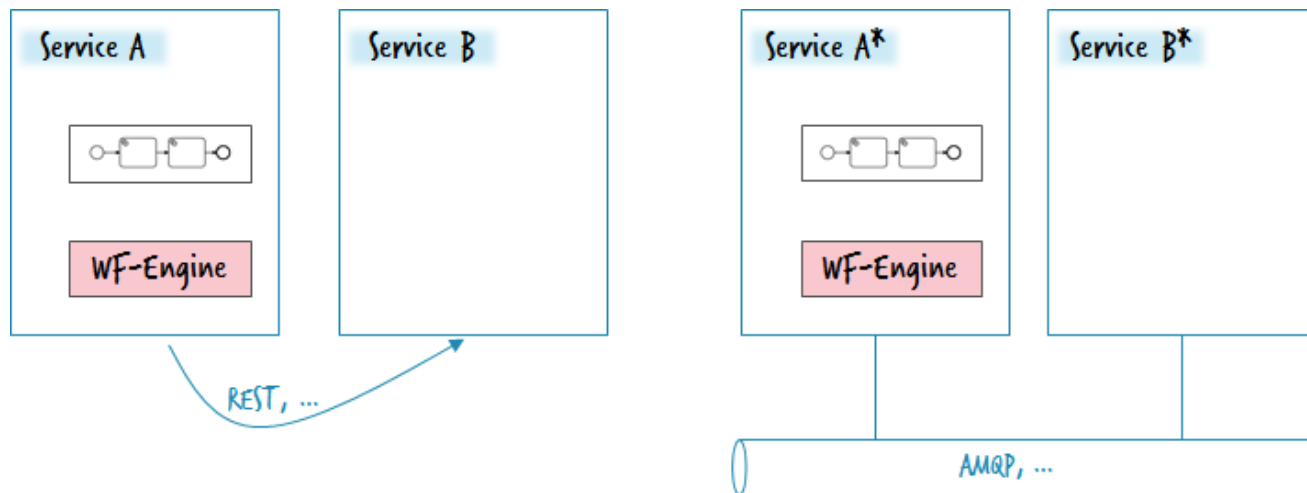 Service A
Service B
Service A*
Service B*
WF-Engine
WF-Engine
REST, ...
AMQP, ...